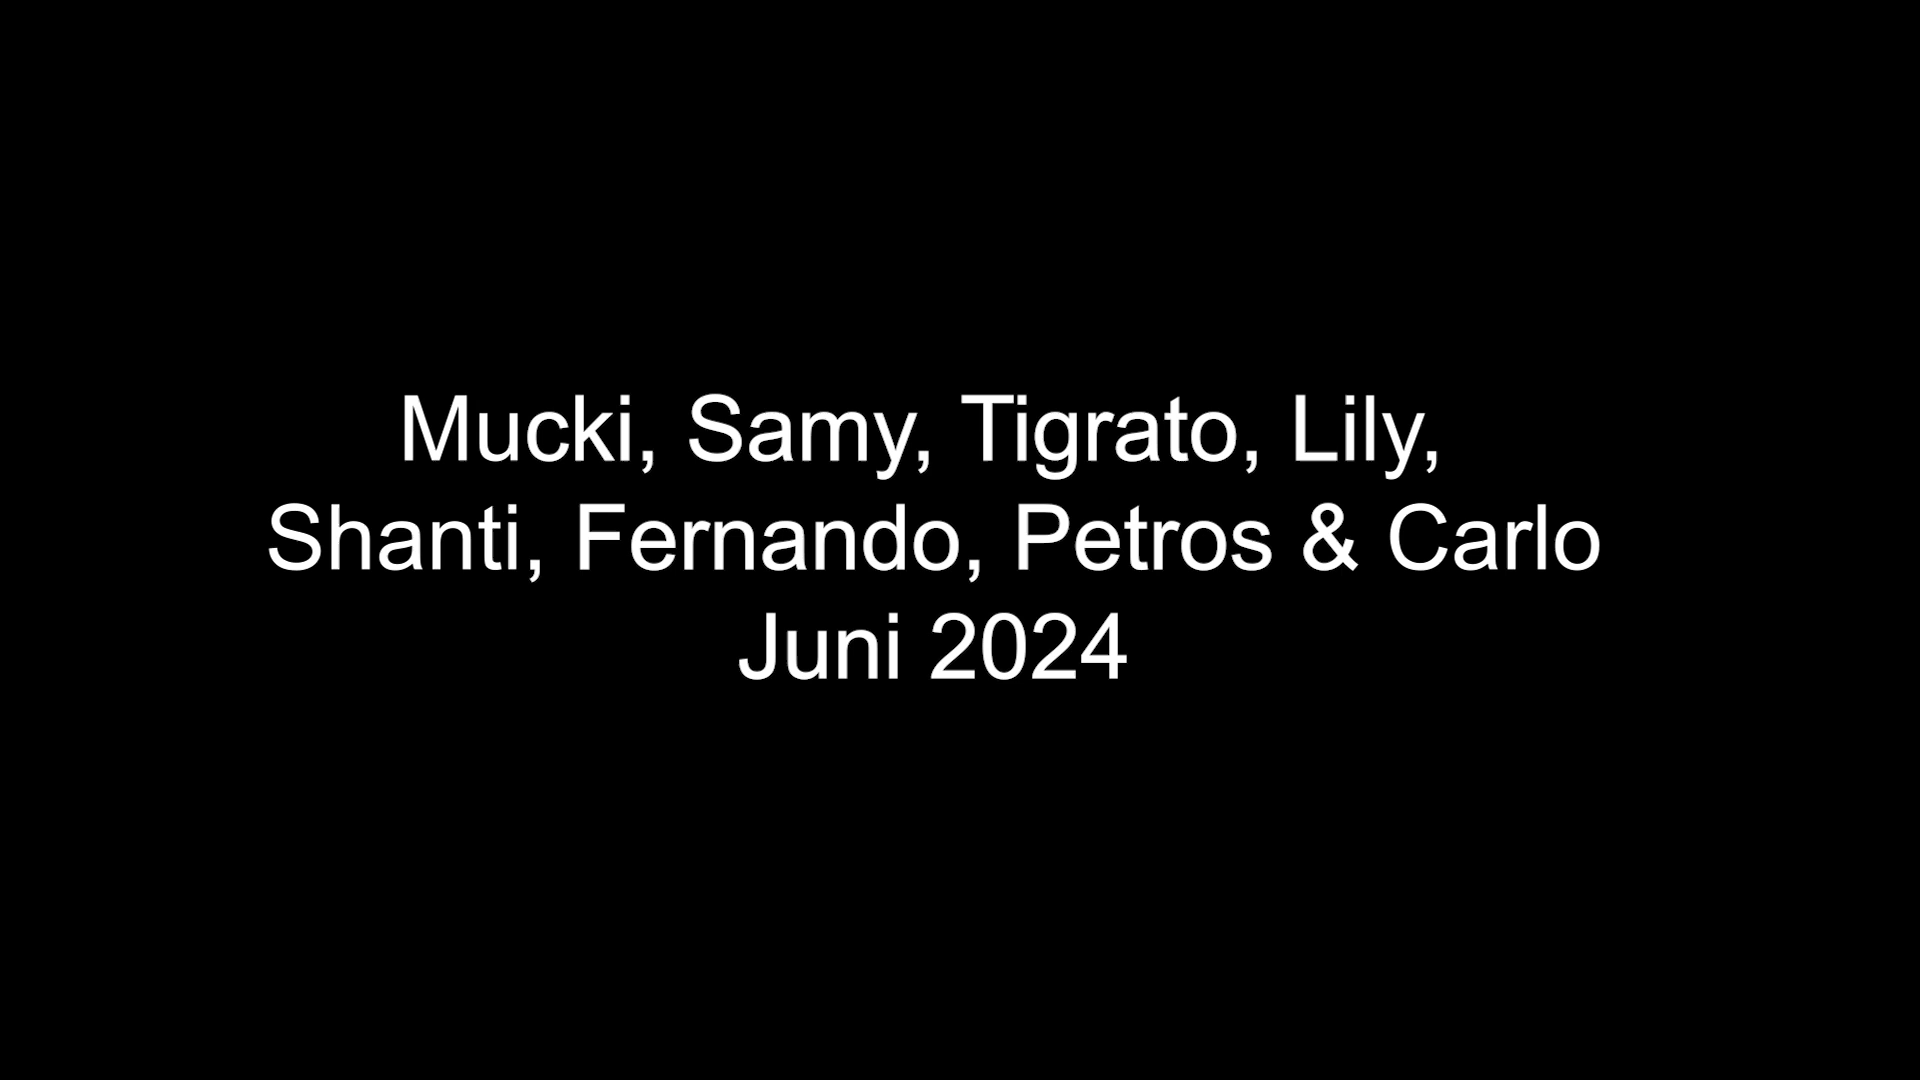 Mucki, Samy, Tigrato, Lily,
Shanti, Fernando, Petros & Carlo
Juni 2024